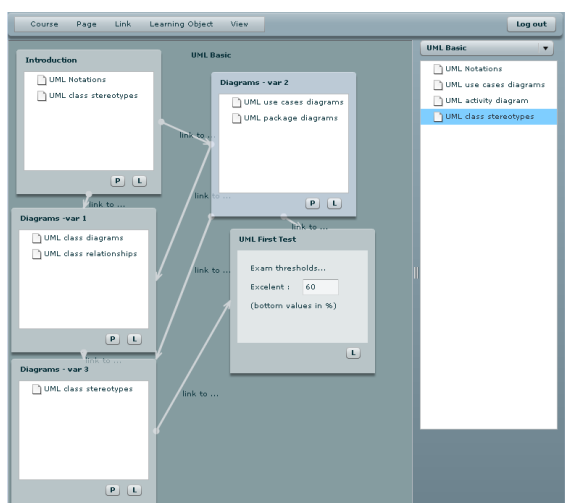 Course Page Link Learning Object View Log out
UML Basic
Introduction
UML Notations
UML class stereotypes
P L
Diagrams - var 2
UML use cases diagrams
UML package diagrams
P L
link to ...
link to ...
link to ...
link to ...
link to ...
Diagrams -var 1
UML class diagrams
UML class relationships
P L
UML First Test
Exam thresholds...
Excelent : 60
(bottom values in %)
L
link to ...
Diagrams - var 3
UML class stereotypes
P L
link to ...
UML Basic
UML Notations
UML use cases diagrams
UML activity diagram
UML class stereotypes